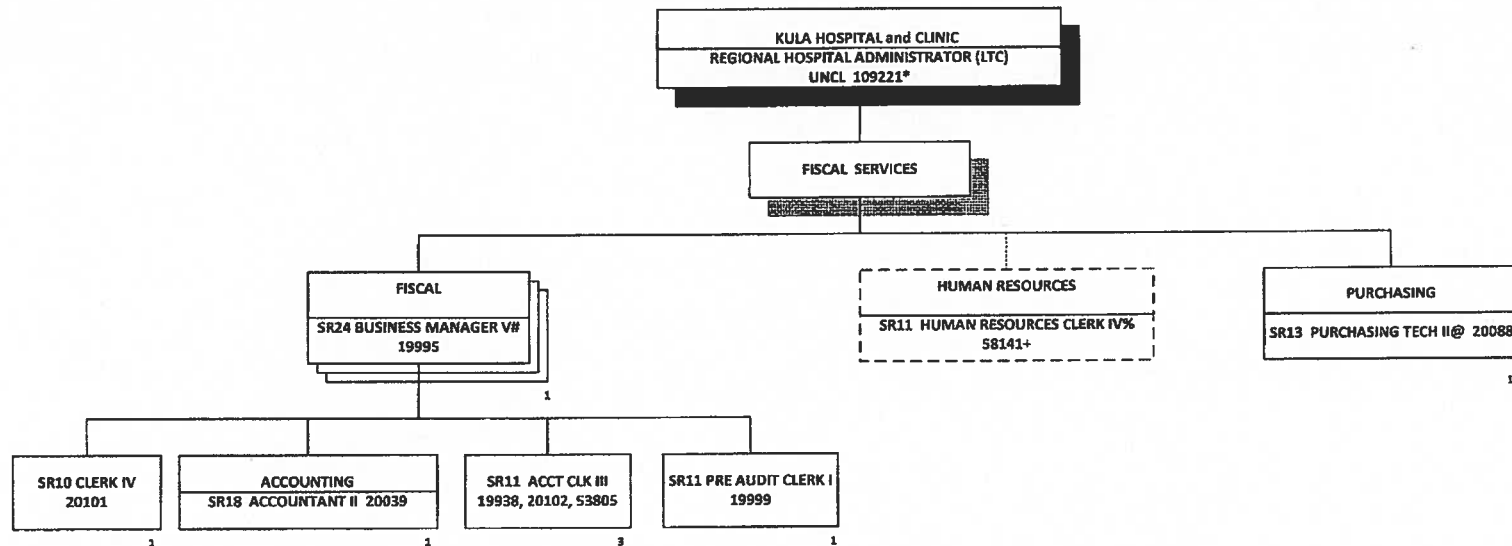 KULA HOSPITAL and CLINIC
REGIONAL HOSPITAL ADMINISTRATOR (LTC)
UNCL 109221*
FISCAL SERVICES
FISCAL
SR24 BUSINESS MANAGER V#
19995
1
HUMAN RESOURCES
SR11 HUMAN RESOURCES CLERK IV%
58141+
PURCHASING
SR13 PURCHASING TECH II@ 20088
1
SR10 CLERK IV
20101
1
ACCOUNTING
SR18 ACCOUNTANT II 20039
1
SR11 ACCT CLK III
19938, 20102, 53805
3
SR11 PRE AUDIT CLERK I
19999
1